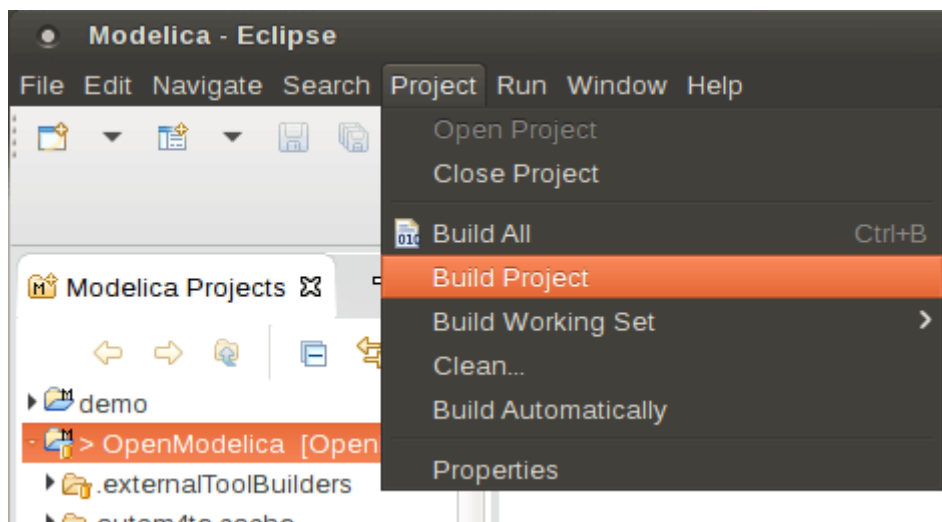 Modelica - Eclipse
File Edit Navigate Search Project Run Window Help
Open Project
Close Project
Build All Ctrl+B
Build Project
Build Working Set
Clean...
Build Automatically
Properties
Modelica Projects
demo
> OpenModelica [Open
.externalToolBuilders